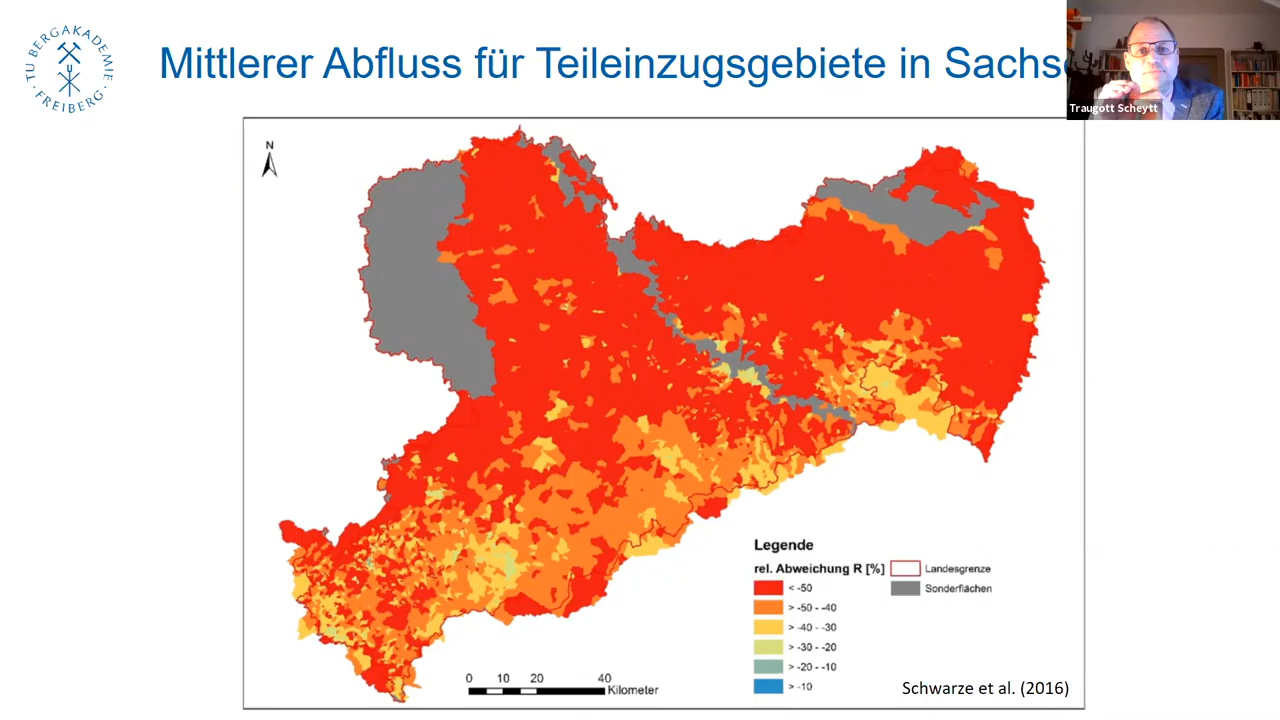 TU BERGAKADEMIE
· FREIBERG ·
Mittlerer Abfluss für Teileinzugsgebiete in Sachs
Traugott Scheytt
N
Legende
rel. Abweichung R [%]
< -50
> -50 - -40
> -40 - -30
> -30 - -20
> -20 - -10
> -10
Landesgrenze
Sonderflächen
0 10 20 40
Kilometer
Schwarze et al. (2016)